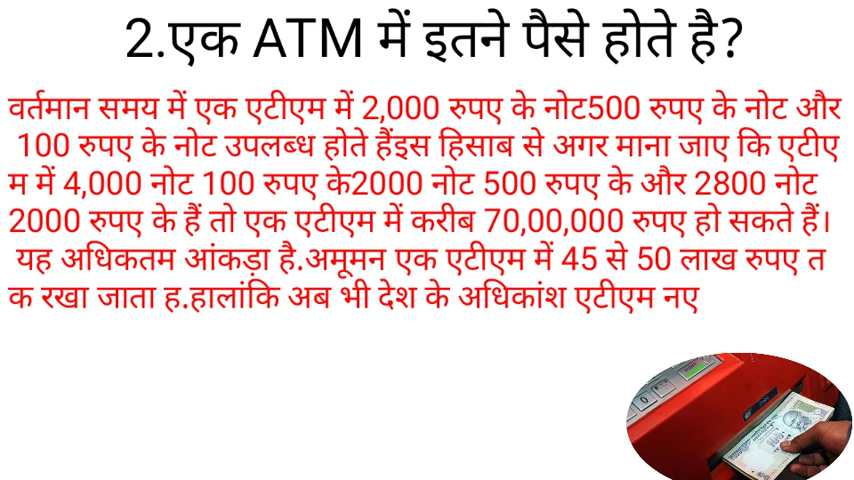 2.एक ATM में इतने पैसे होते है?
वर्तमान समय में एक एटीएम में 2,000 रुपए के नोट500 रुपए के नोट और
100 रुपए के नोट उपलब्ध होते हैंइस हिसाब से अगर माना जाए कि एटीए
म में 4,000 नोट 100 रुपए के2000 नोट 500 रुपए के और 2800 नोट
2000 रुपए के हैं तो एक एटीएम में करीब 70,00,000 रुपए हो सकते हैं।
यह अधिकतम आंकड़ा है.अमूमन एक एटीएम में 45 से 50 लाख रुपए त
क रखा जाता ह.हालांकि अब भी देश के अधिकांश एटीएम नए